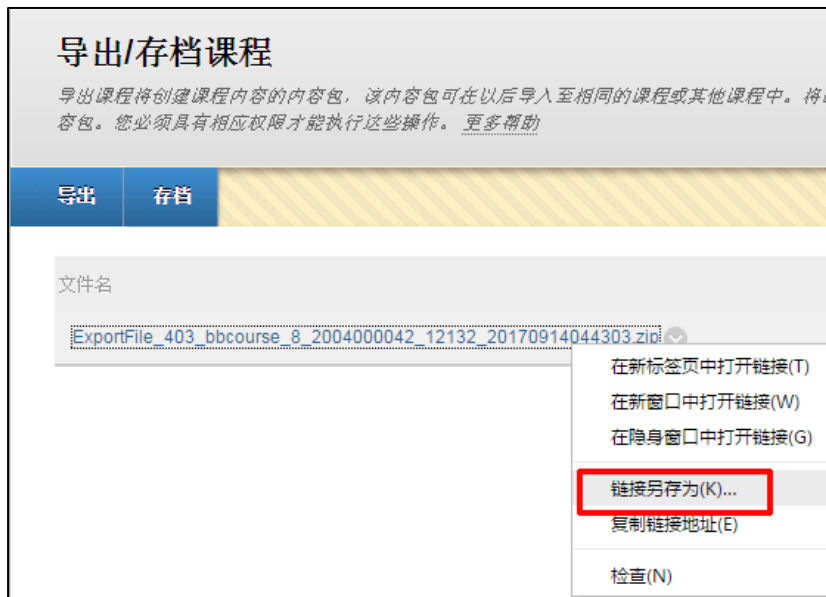 导出/存档课程
导出课程将创建课程内容的内容包，该内容包可在以后导入至相同的课程或其他课程中。将
容包。您必须具有相应权限才能执行这些操作。 更多帮助
导出 存档
文件名
ExportFile_403_bbcourse_8_2004000042_12132_20170914044303.zip
在新标签页中打开链接(T)
在新窗口中打开链接(W)
在隐身窗口中打开链接(G)
链接另存为(K)...
复制链接地址(E)
检查(N)